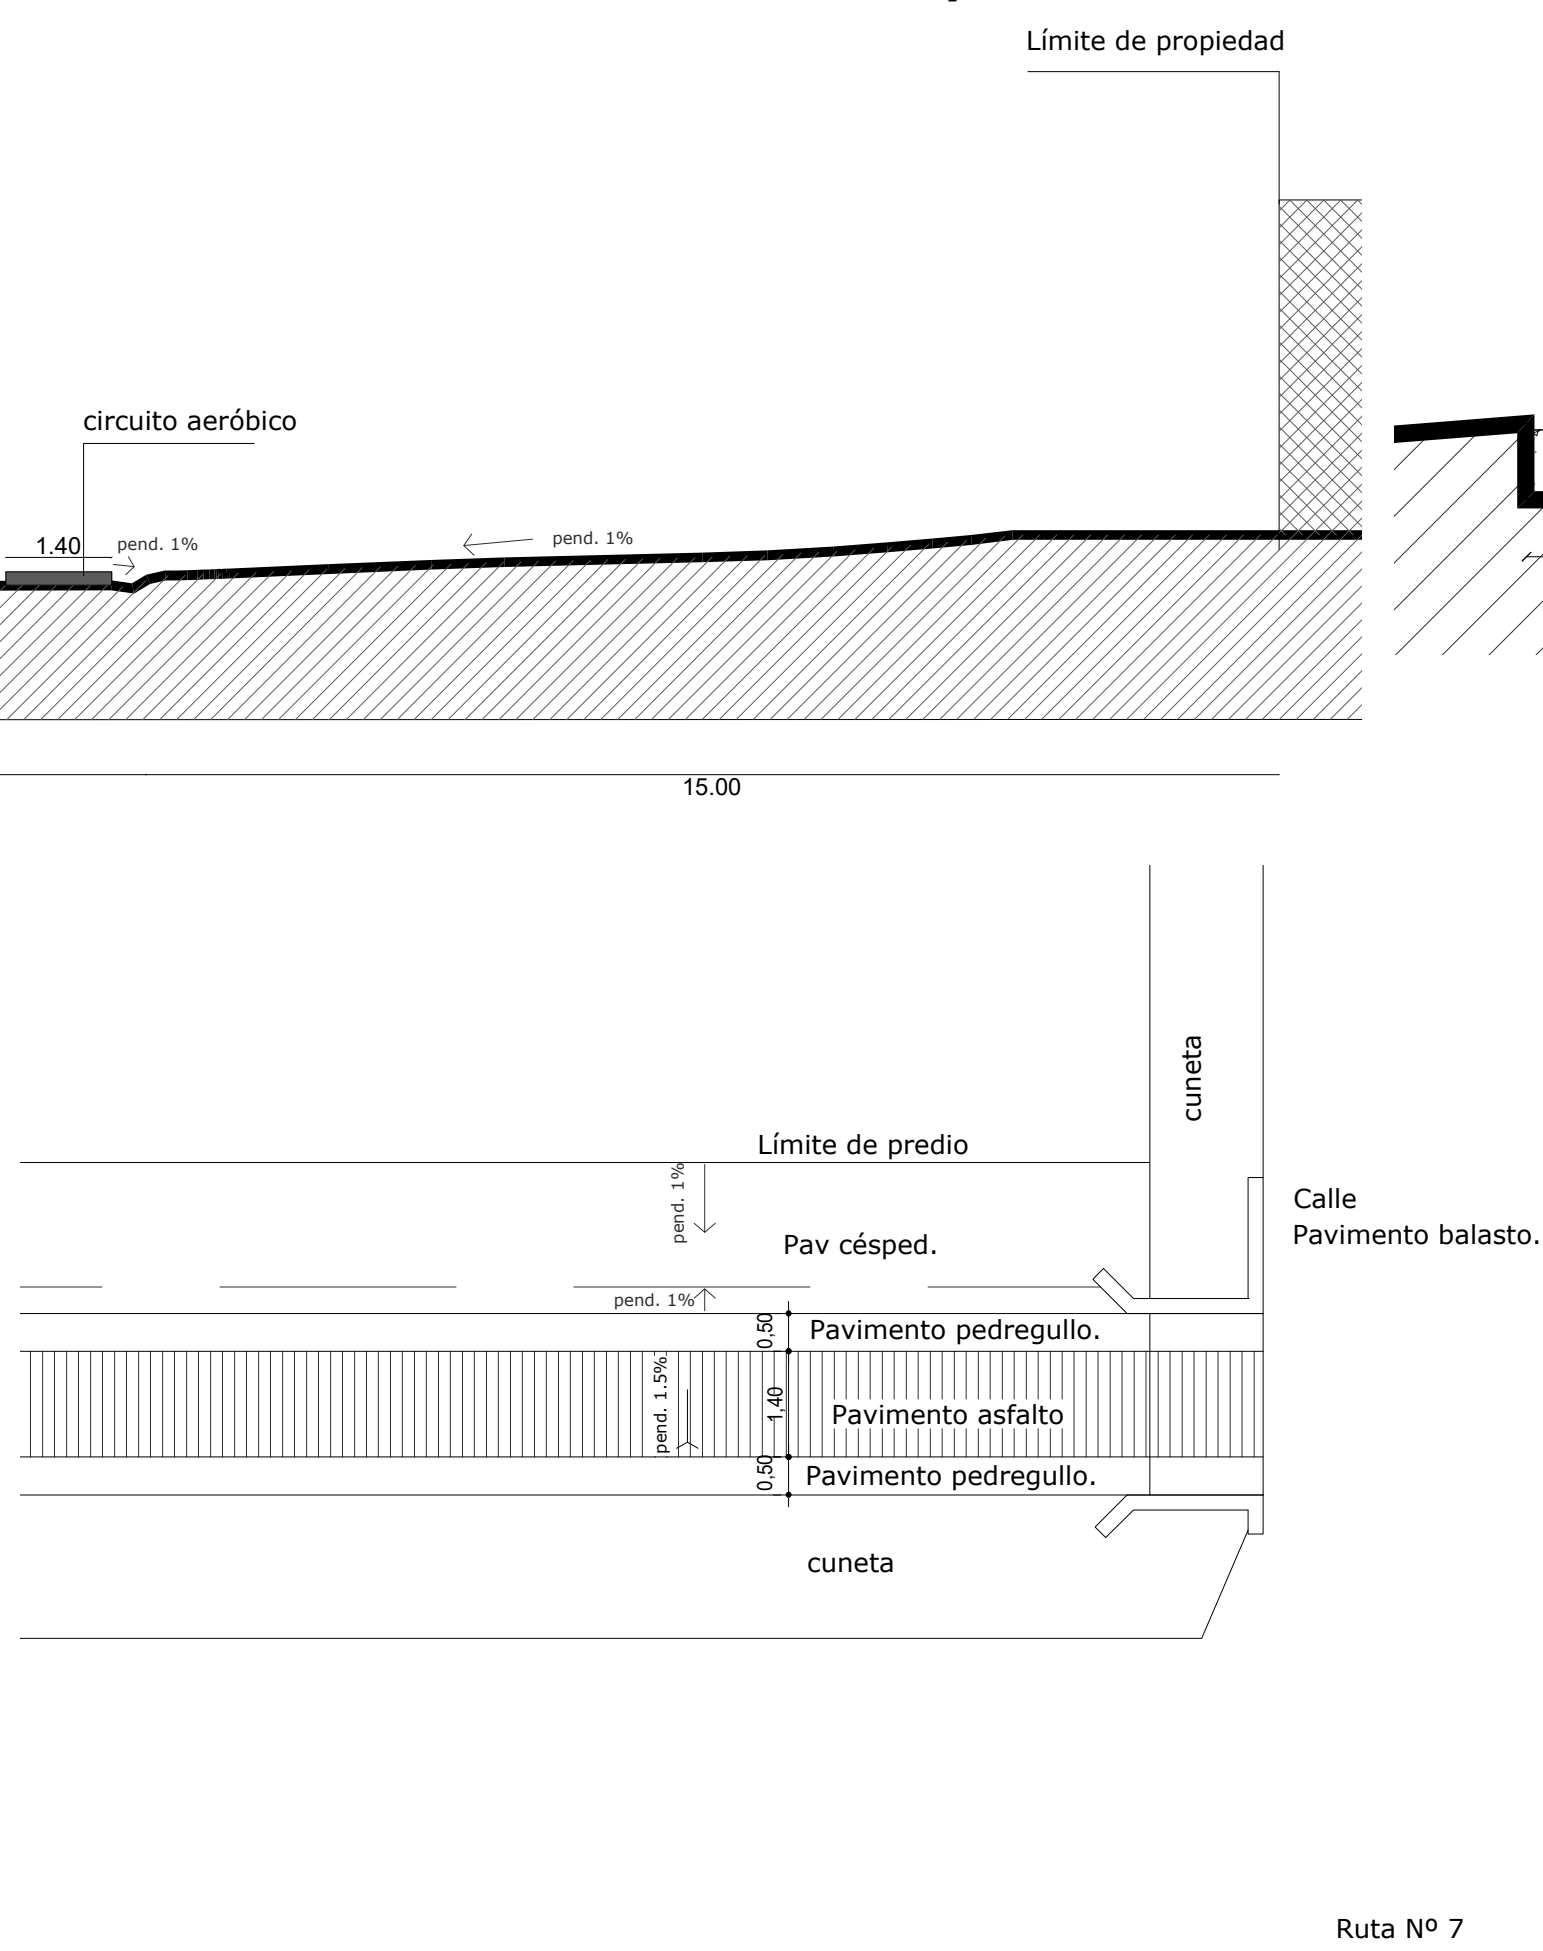 Límite de propiedad
circuito aeróbico
1.40
pend. 1%
pend. 1%
15.00
cuneta
Límite de predio
pend. 1%
Calle
Pavimento balasto.
Pav césped.
pend. 1%
0,50
Pavimento pedregullo.
pend. 1.5%
1,40
Pavimento asfalto
0,50
Pavimento pedregullo.
cuneta
Ruta Nº 7